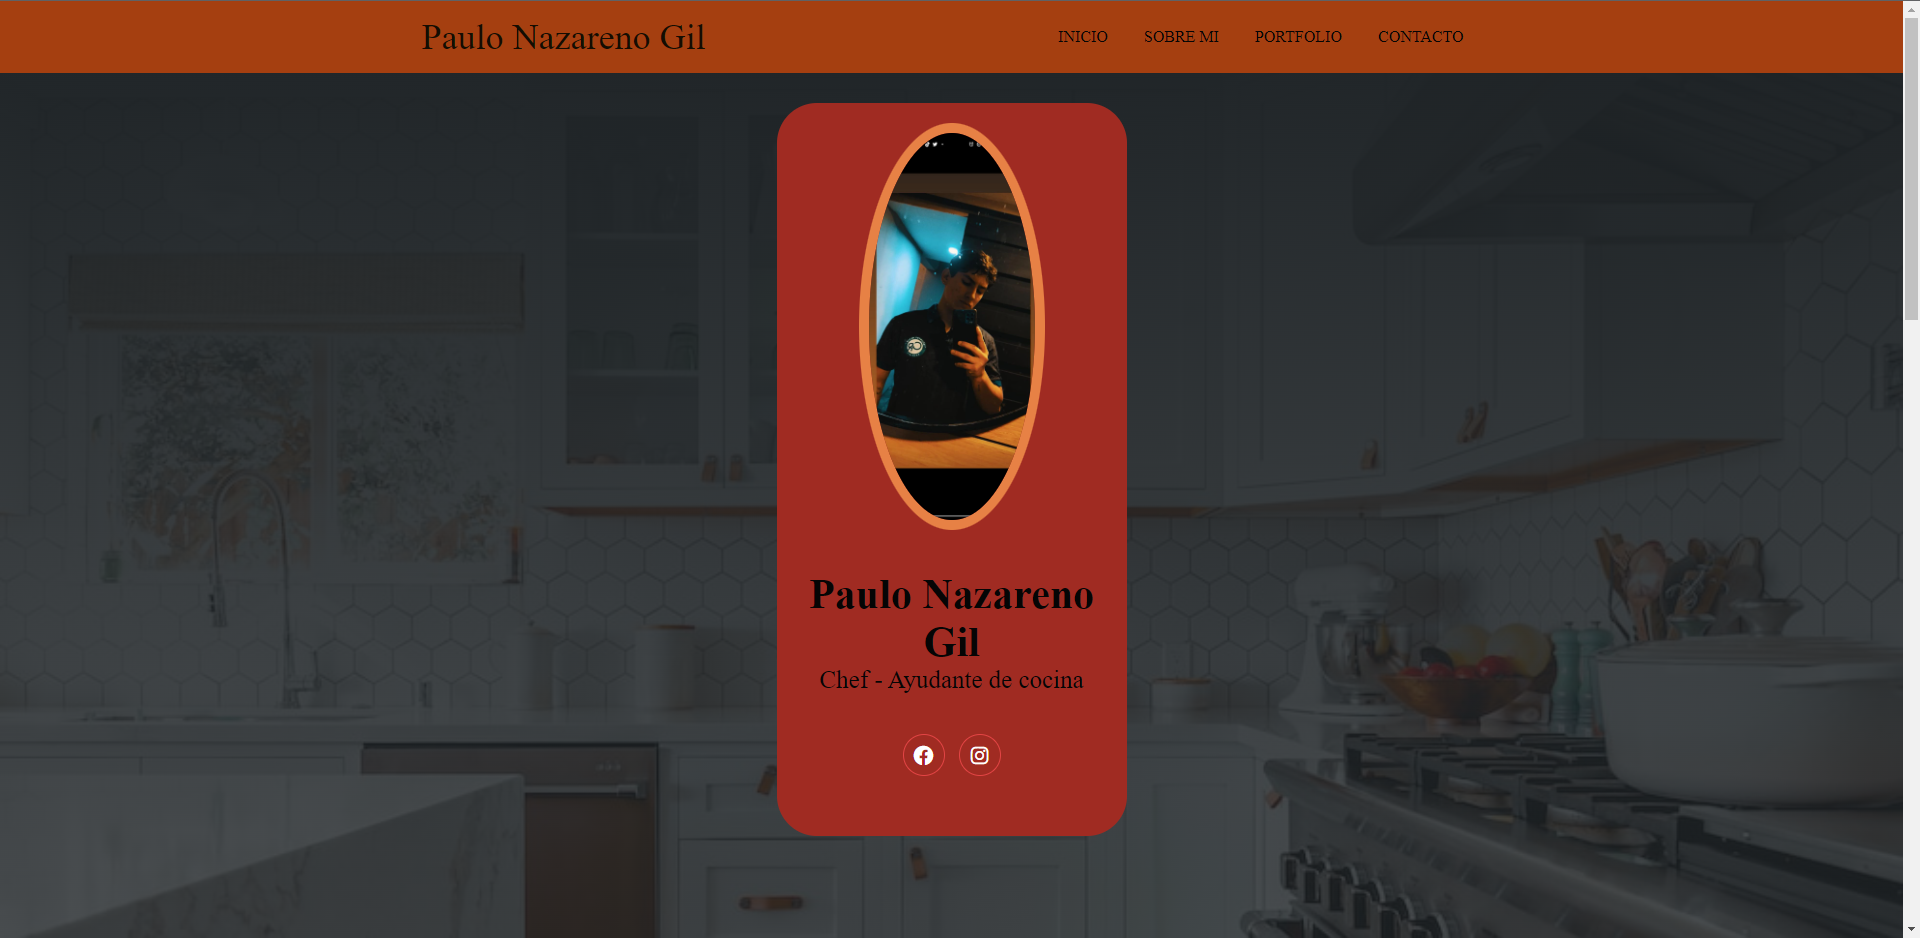 Paulo Nazareno Gil
INICIO SOBRE MI PORTFOLIO CONTACTO
Paulo Nazareno
Gil
Chef - Ayudante de cocina